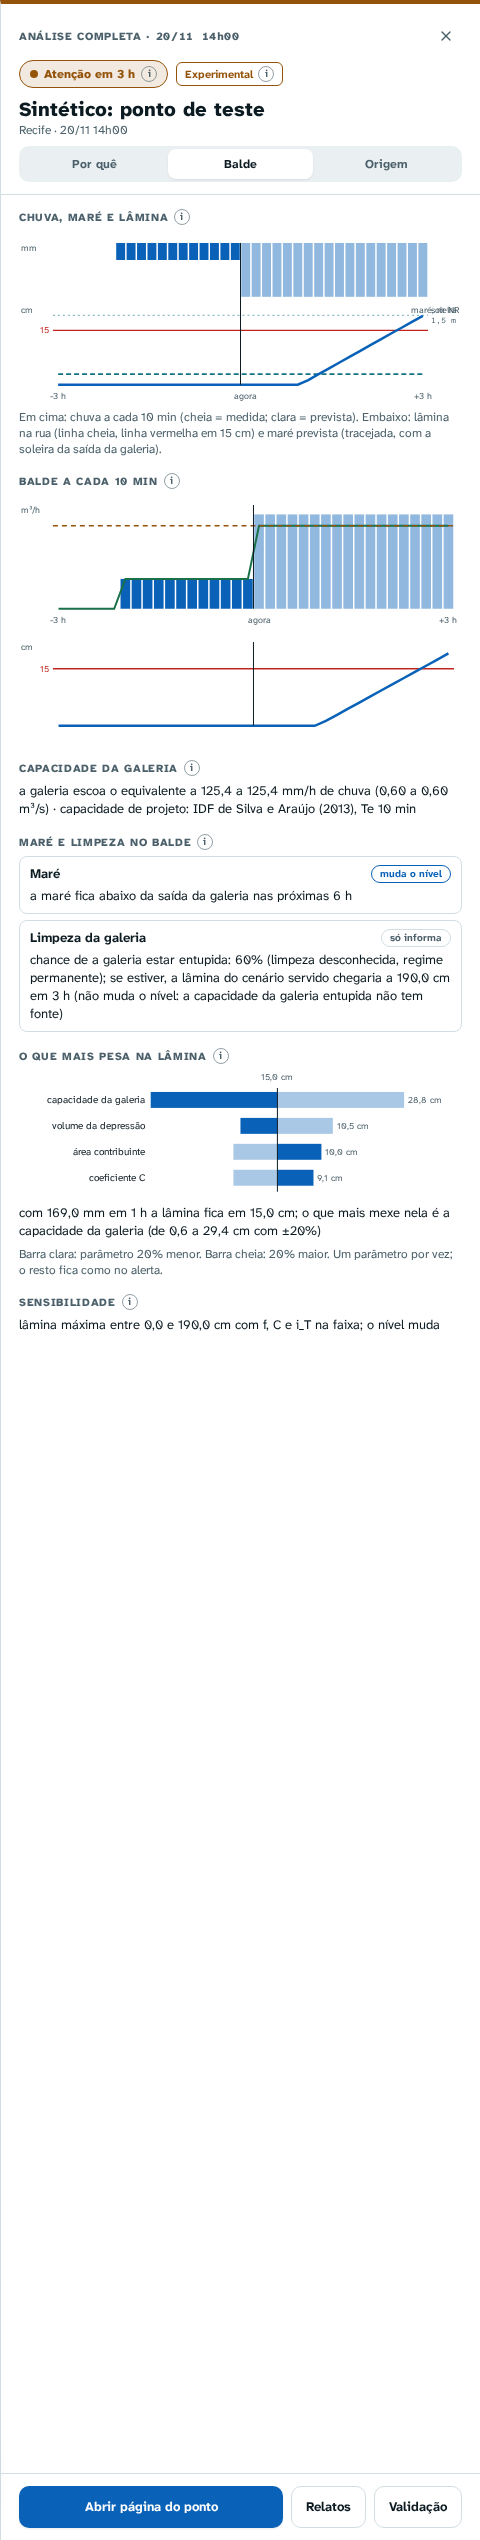 ANÁLISE COMPLETA · 20/11 14h00
Atenção em 3 h i
Experimental i
Sintético: ponto de teste
Recife · 20/11 14h00
Por quê Balde Origem
CHUVA, MARÉ E LÂMINA i
mm
cm
1,5 m
15
-3 h agora +3 h
Em cima: chuva a cada 10 min (cheia = medida; clara = prevista). Embaixo: lâmina
na rua (linha cheia, linha vermelha em 15 cm) e maré prevista (tracejada, com a
soleira da saída da galeria).
BALDE A CADA 10 MIN i
m³/h
-3 h agora +3 h
cm
15
CAPACIDADE DA GALERIA i
a galeria escoa o equivalente a 125,4 a 125,4 mm/h de chuva (0,60 a 0,60
m³/s) · capacidade de projeto: IDF de Silva e Araújo (2013), Te 10 min
MARÉ E LIMPEZA NO BALDE i
Maré muda o nível
a maré fica abaixo da saída da galeria nas próximas 6 h
Limpeza da galeria só informa
chance de a galeria estar entupida: 60% (limpeza desconhecida, regime
permanente); se estiver, a lâmina do cenário servido chegaria a 190,0 cm
em 3 h (não muda o nível: a capacidade da galeria entupida não tem
fonte)
O QUE MAIS PESA NA LÂMINA i
15,0 cm
capacidade da galeria 28,8 cm
volume da depressão 10,5 cm
área contribuinte 10,0 cm
coeficiente C 9,1 cm
com 169,0 mm em 1 h a lâmina fica em 15,0 cm; o que mais mexe nela é a
capacidade da galeria (de 0,6 a 29,4 cm com ±20%)
Barra clara: parâmetro 20% menor. Barra cheia: 20% maior. Um parâmetro por vez;
o resto fica como no alerta.
SENSIBILIDADE i
lâmina máxima entre 0,0 e 190,0 cm com f, C e i_T na faixa; o nível muda
Abrir página do ponto Relatos Validação